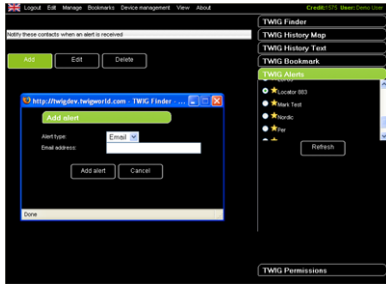 Logout Edit Manage Bookmarks Device management View About
Credit:1575 User: Demo User
Notify these contacts when an alert is received
Add Edit Delete
TWIG Finder
TWIG History Map
TWIG History Text
TWIG Bookmark
TWIG Alerts
Locator 883
Mark Test
Nordic
Per
Refresh
TWIG Permissions
http://twigdev.twigworld.com - TWIG Finder - ...
Add alert
Alert type: Email
Email address:
Add alert Cancel
Done